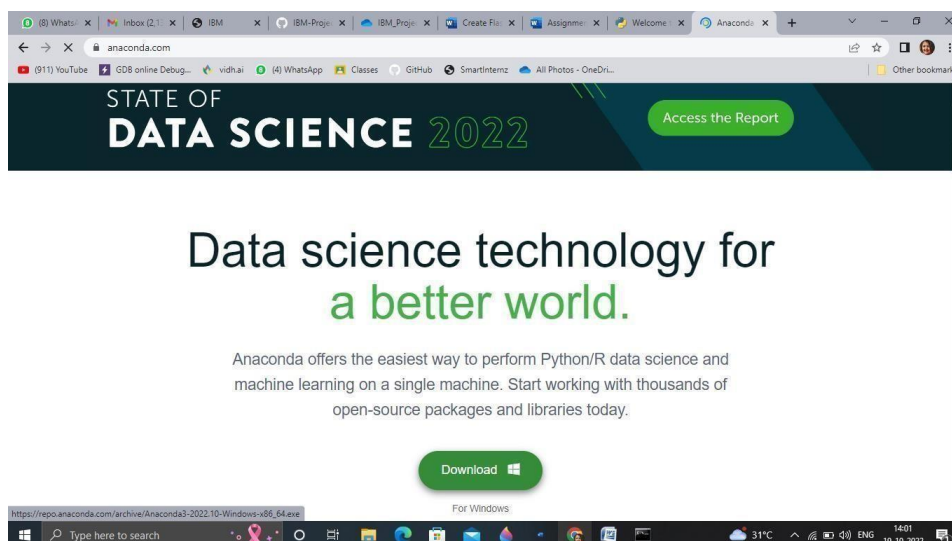 (8) Whats
Inbox (2,1
IBM
IBM-Proje
IBM_Proje
Create Fla
Assignme
Welcome
Anaconda
anaconda.com
(911) YouTube
GDB online Debug...
vidh.ai
(4) WhatsApp
Classes
GitHub
SmartInternz
All Photos - OneDri...
Other bookmark
STATE OF
DATA SCIENCE 2022
Access the Report
Data science technology for
a better world.
Anaconda offers the easiest way to perform Python/R data science and
machine learning on a single machine. Start working with thousands of
open-source packages and libraries today.
Download
For Windows
https://repo.anaconda.com/archive/Anaconda3-2022.10-Windows-x86_64.exe
Type here to search
31°C
ENG
14:01
19-10-2022